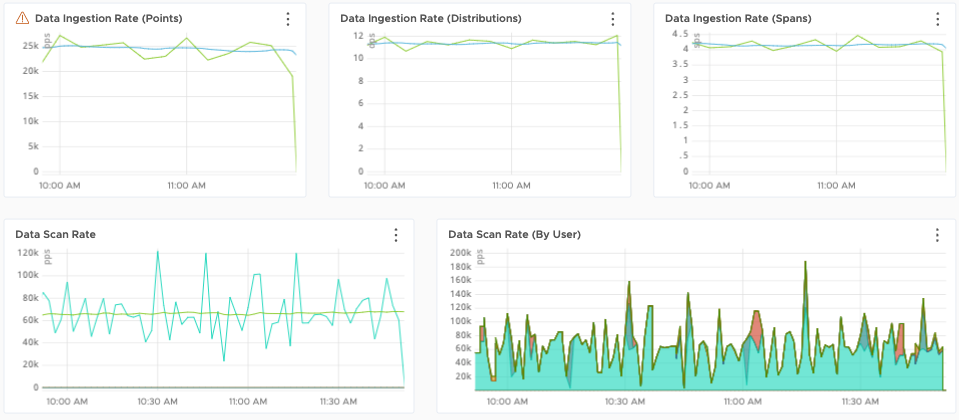 Data Ingestion Rate (Points)
25k
20k
15k
10k
5k
0
pps
10:00 AM
11:00 AM
Data Ingestion Rate (Distributions)
12
10
8
6
4
2
0
pps
10:00 AM
11:00 AM
Data Ingestion Rate (Spans)
4.5
4
3.5
3
2.5
2
1.5
1
.5
0
pps
10:00 AM
11:00 AM
Data Scan Rate
120k
100k
80k
60k
40k
20k
0
pps
10:00 AM
10:30 AM
11:00 AM
11:30 AM
Data Scan Rate (By User)
200k
180k
160k
140k
120k
100k
80k
60k
40k
20k
pps
10:00 AM
10:30 AM
11:00 AM
11:30 AM